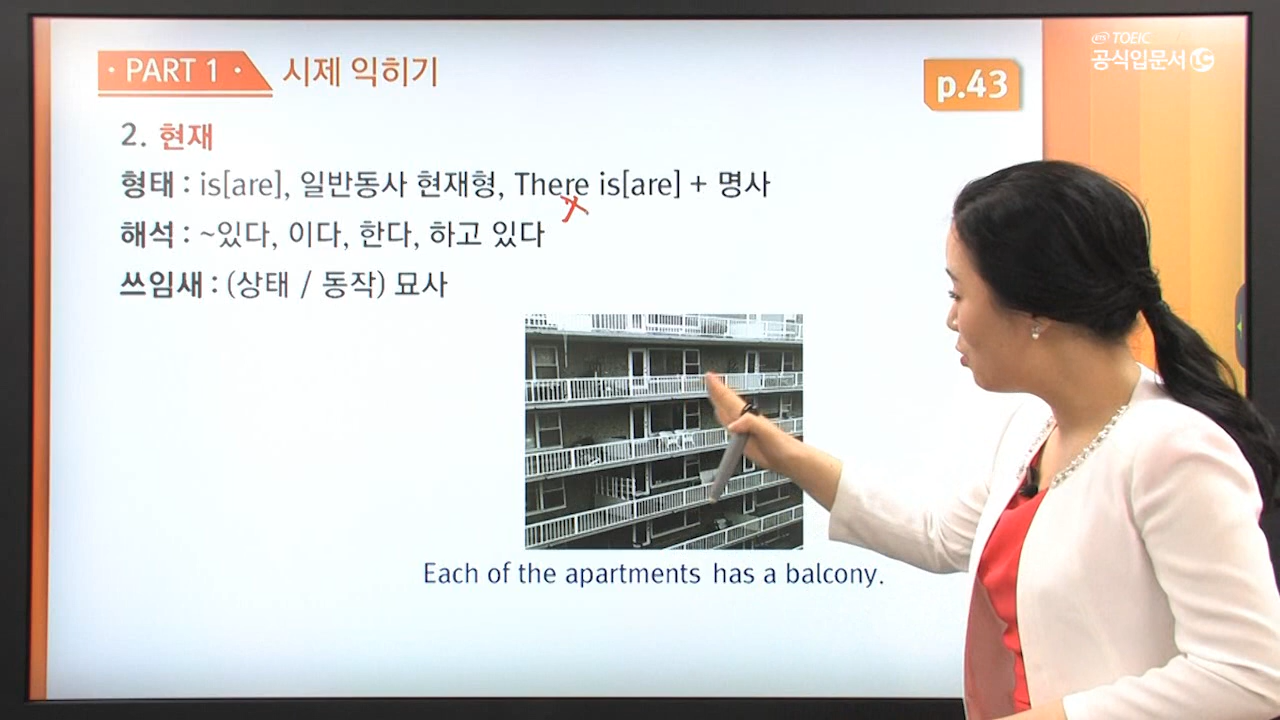 · PART 1 · 시제 익히기
ETS TOEIC
공식입문서 LC
p.43
2. 현재
형태 : is[are], 일반동사 현재형, There is[are] + 명사
해석 : ~있다, 이다, 한다, 하고 있다
쓰임새 : (상태 / 동작) 묘사
Each of the apartments has a balcony.